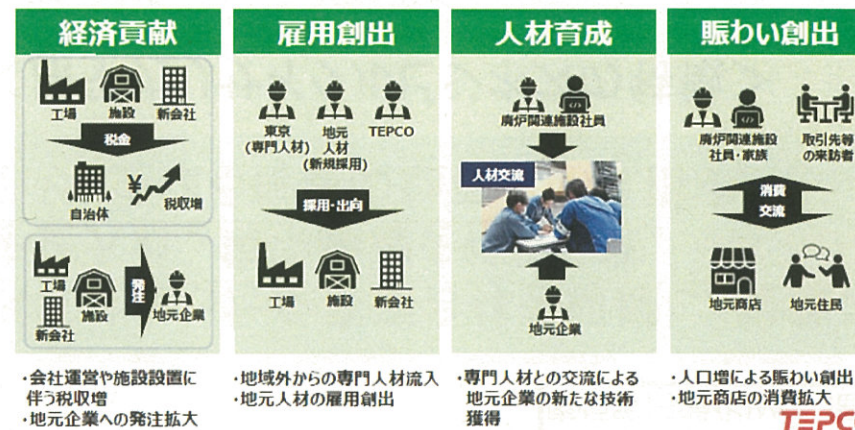 経済貢献
工場
施設
新会社
税金
自治体
税収増
工場
新会社
施設
発注
地元企業
・会社運営や施設設置に
伴う税収増
・地元企業への発注拡大
雇用創出
東京
(専門人材)
地元
人材
(新規採用)
TEPCO
採用・出向
工場
施設
新会社
・地域外からの専門人材流入
・地元人材の雇用創出
人材育成
廃炉関連施設社員
人材交流
地元企業
・専門人材との交流による
地元企業の新たな技術
獲得
賑わい創出
廃炉関連施設
社員・家族
取引先等
の来訪者
消費
交流
地元商店
地元住民
・人口増による賑わい創出
・地元商店の消費拡大